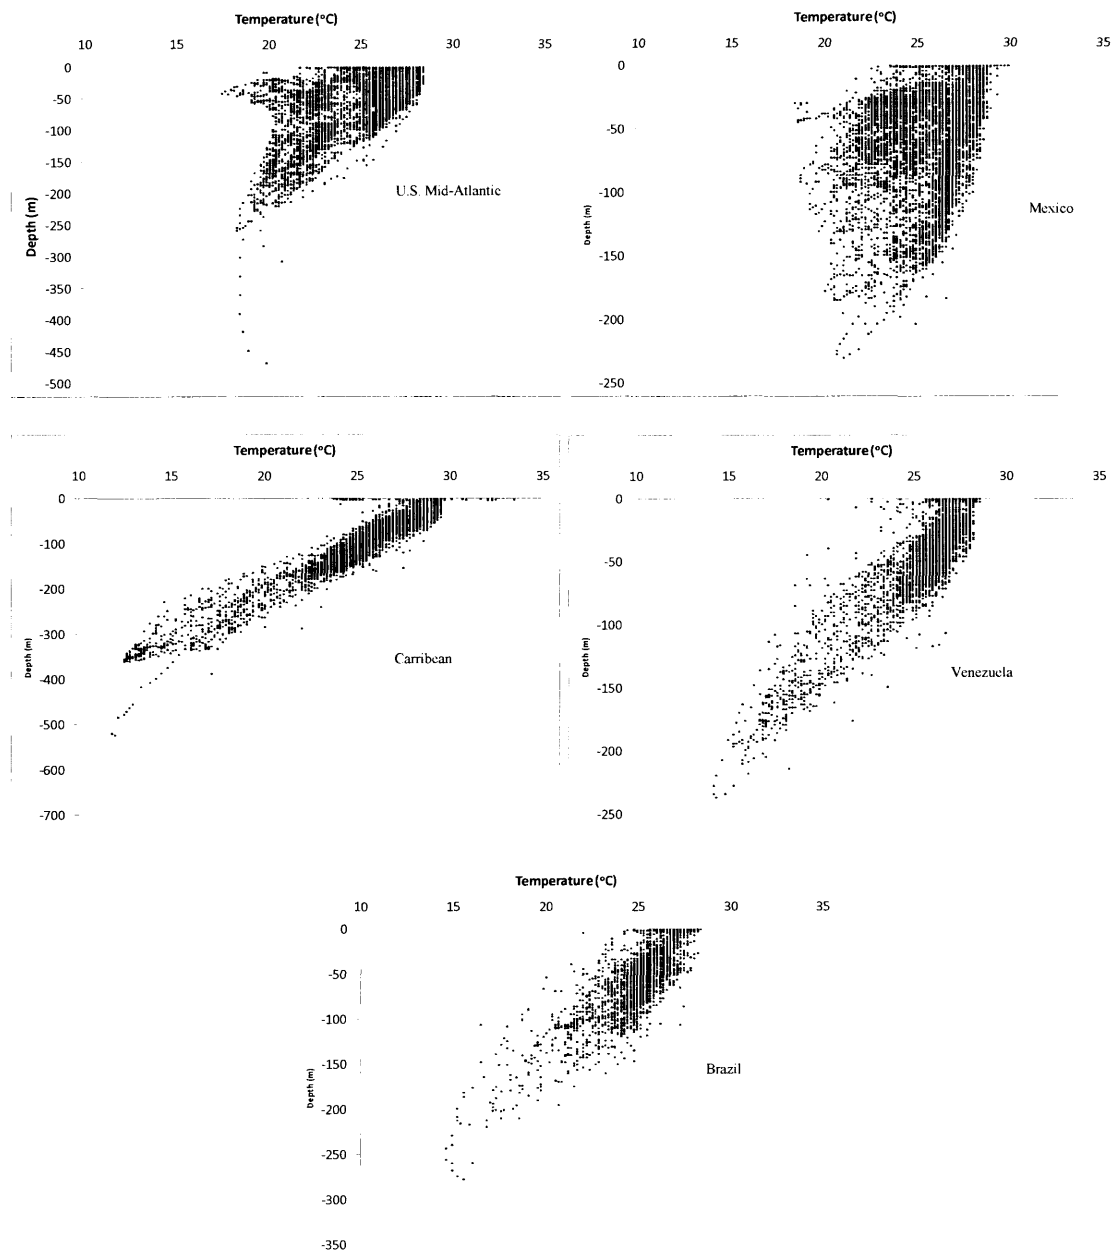 Temperature (°C)
10 15 20 25 30 35
0
-50
-100
-150
-200
-250
-300
-350
-400
-450
-500
Depth (m)
U.S. Mid-Atlantic
Temperature (°C)
10 15 20 25 30 35
0
-50
-100
-150
-200
-250
Depth (m)
Mexico
Temperature (°C)
10 15 20 25 30 35
0
-100
-200
-300
-400
-500
-600
-700
Depth (m)
Carribean
Temperature (°C)
10 15 20 25 30 35
0
-50
-100
-150
-200
-250
Depth (m)
Venezuela
Temperature (°C)
10 15 20 25 30 35
0
-50
-100
-150
-200
-250
-300
-350
Depth (m)
Brazil